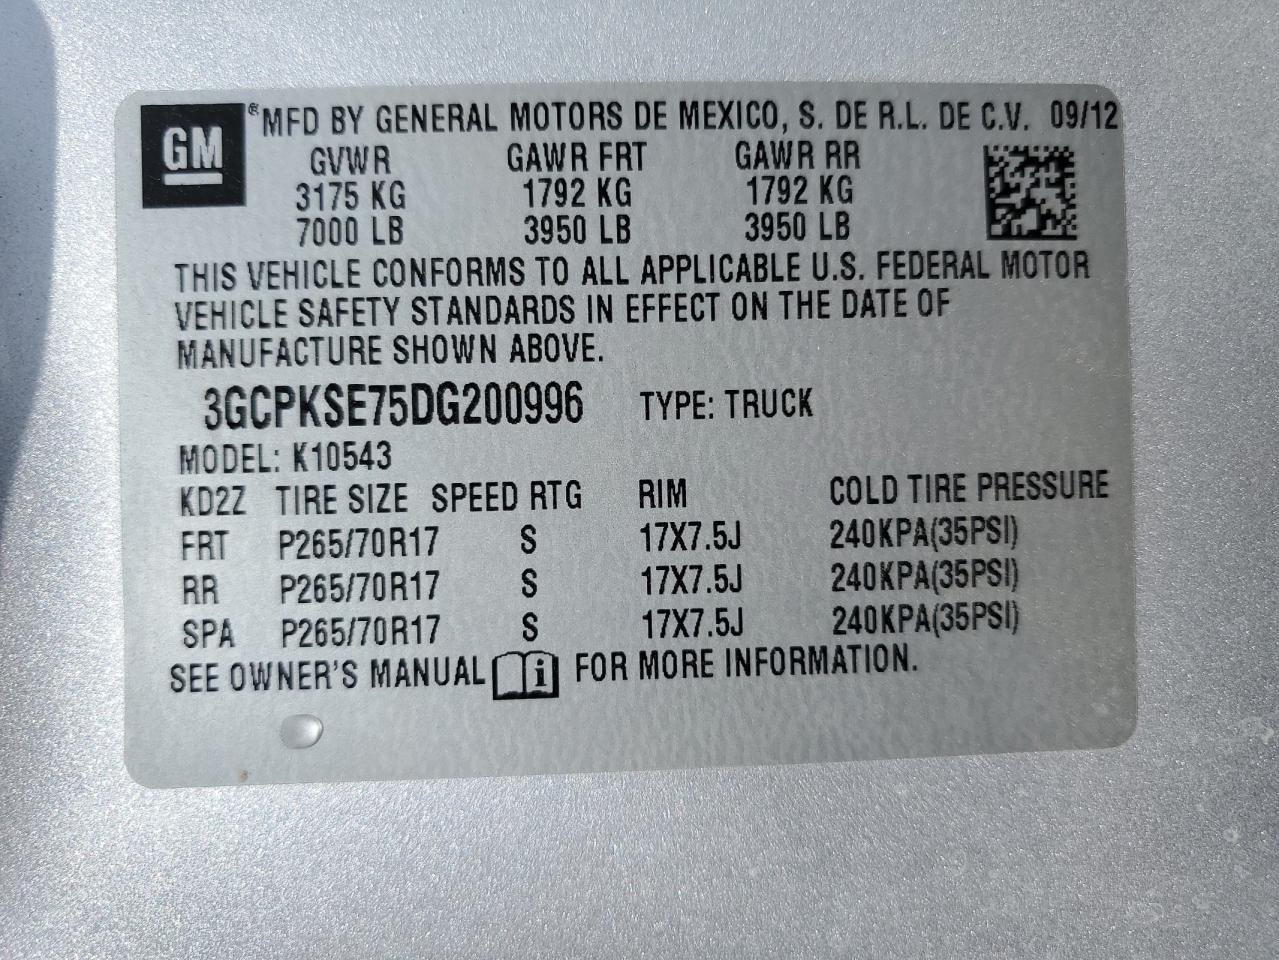 GM ® MFD BY GENERAL MOTORS DE MEXICO, S. DE R.L. DE C.V. 09/12
GVWR GAWR FRT GAWR RR
3175 KG 1792 KG 1792 KG
7000 LB 3950 LB 3950 LB
THIS VEHICLE CONFORMS TO ALL APPLICABLE U.S. FEDERAL MOTOR
VEHICLE SAFETY STANDARDS IN EFFECT ON THE DATE OF
MANUFACTURE SHOWN ABOVE.
3GCPKSE75DG200996 TYPE: TRUCK
MODEL: K10543
KD2Z TIRE SIZE SPEED RTG RIM COLD TIRE PRESSURE
FRT P265/70R17 S 17X7.5J 240KPA(35PSI)
RR P265/70R17 S 17X7.5J 240KPA(35PSI)
SPA P265/70R17 S 17X7.5J 240KPA(35PSI)
SEE OWNER'S MANUAL i FOR MORE INFORMATION.